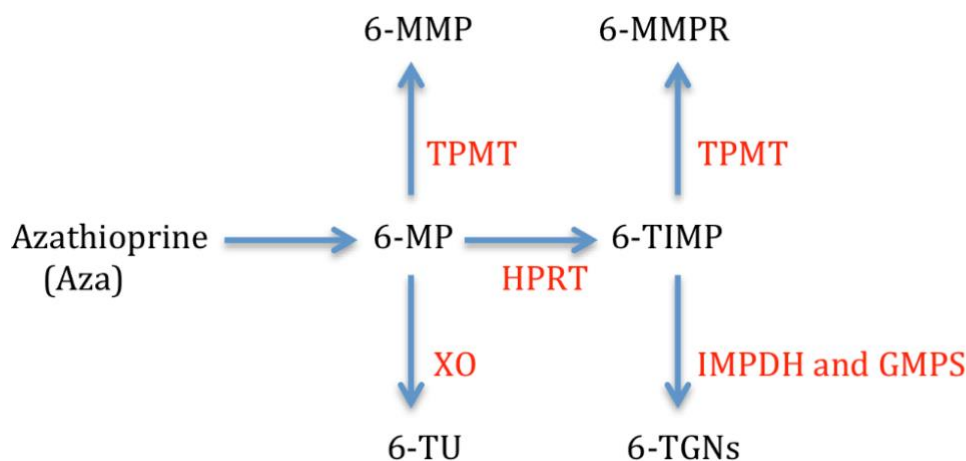 6-MMP 6-MMPR
TPMT TPMT
Azathioprine 6-MP 6-TIMP
(Aza) HPRT
XO IMPDH and GMPS
6-TU 6-TGNs